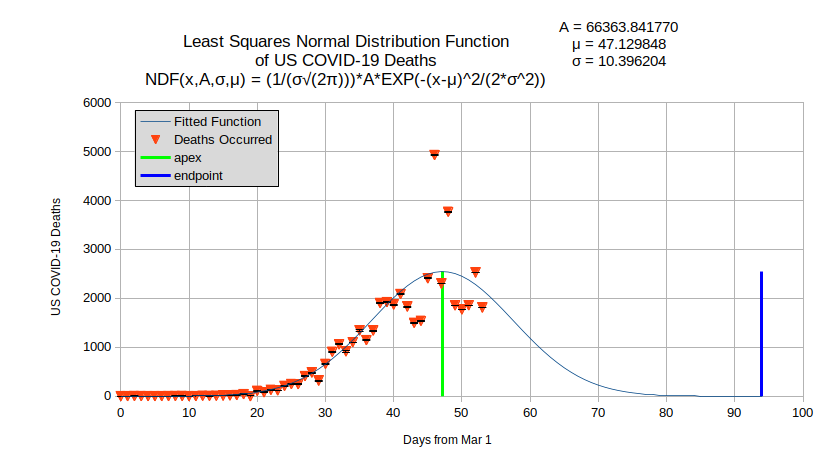 A = 66363.841770
μ = 47.129848
σ = 10.396204
Least Squares Normal Distribution Function
of US COVID-19 Deaths
NDF(x,A,σ,μ) = (1/(σ√(2π)))*A*EXP(-(x-μ)^2/(2*σ^2))
Fitted Function
Deaths Occurred
apex
endpoint
US COVID-19 Deaths
6000
5000
4000
3000
2000
1000
0
0 10 20 30 40 50 60 70 80 90 100
Days from Mar 1